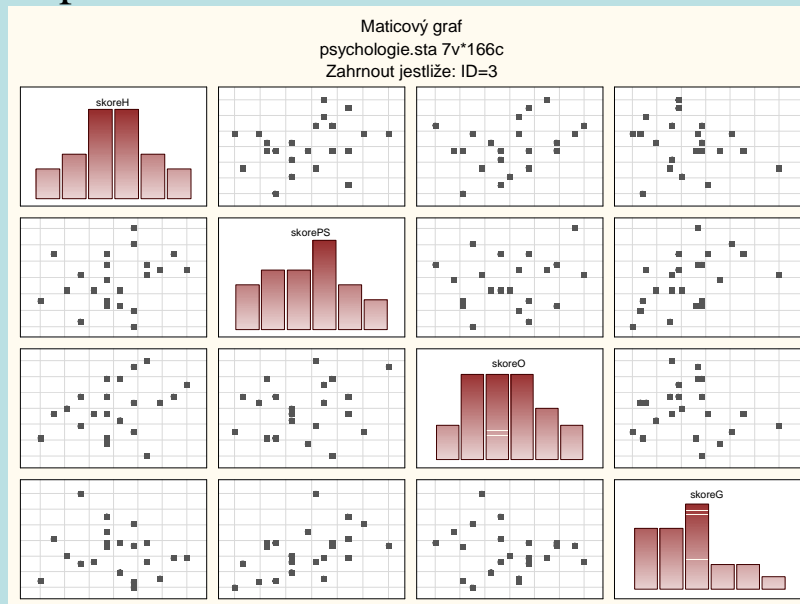 Maticový graf
psychologie.sta 7v*166c
Zahrnout jestliže: ID=3
skoreH
skorePS
skoreO
skoreG